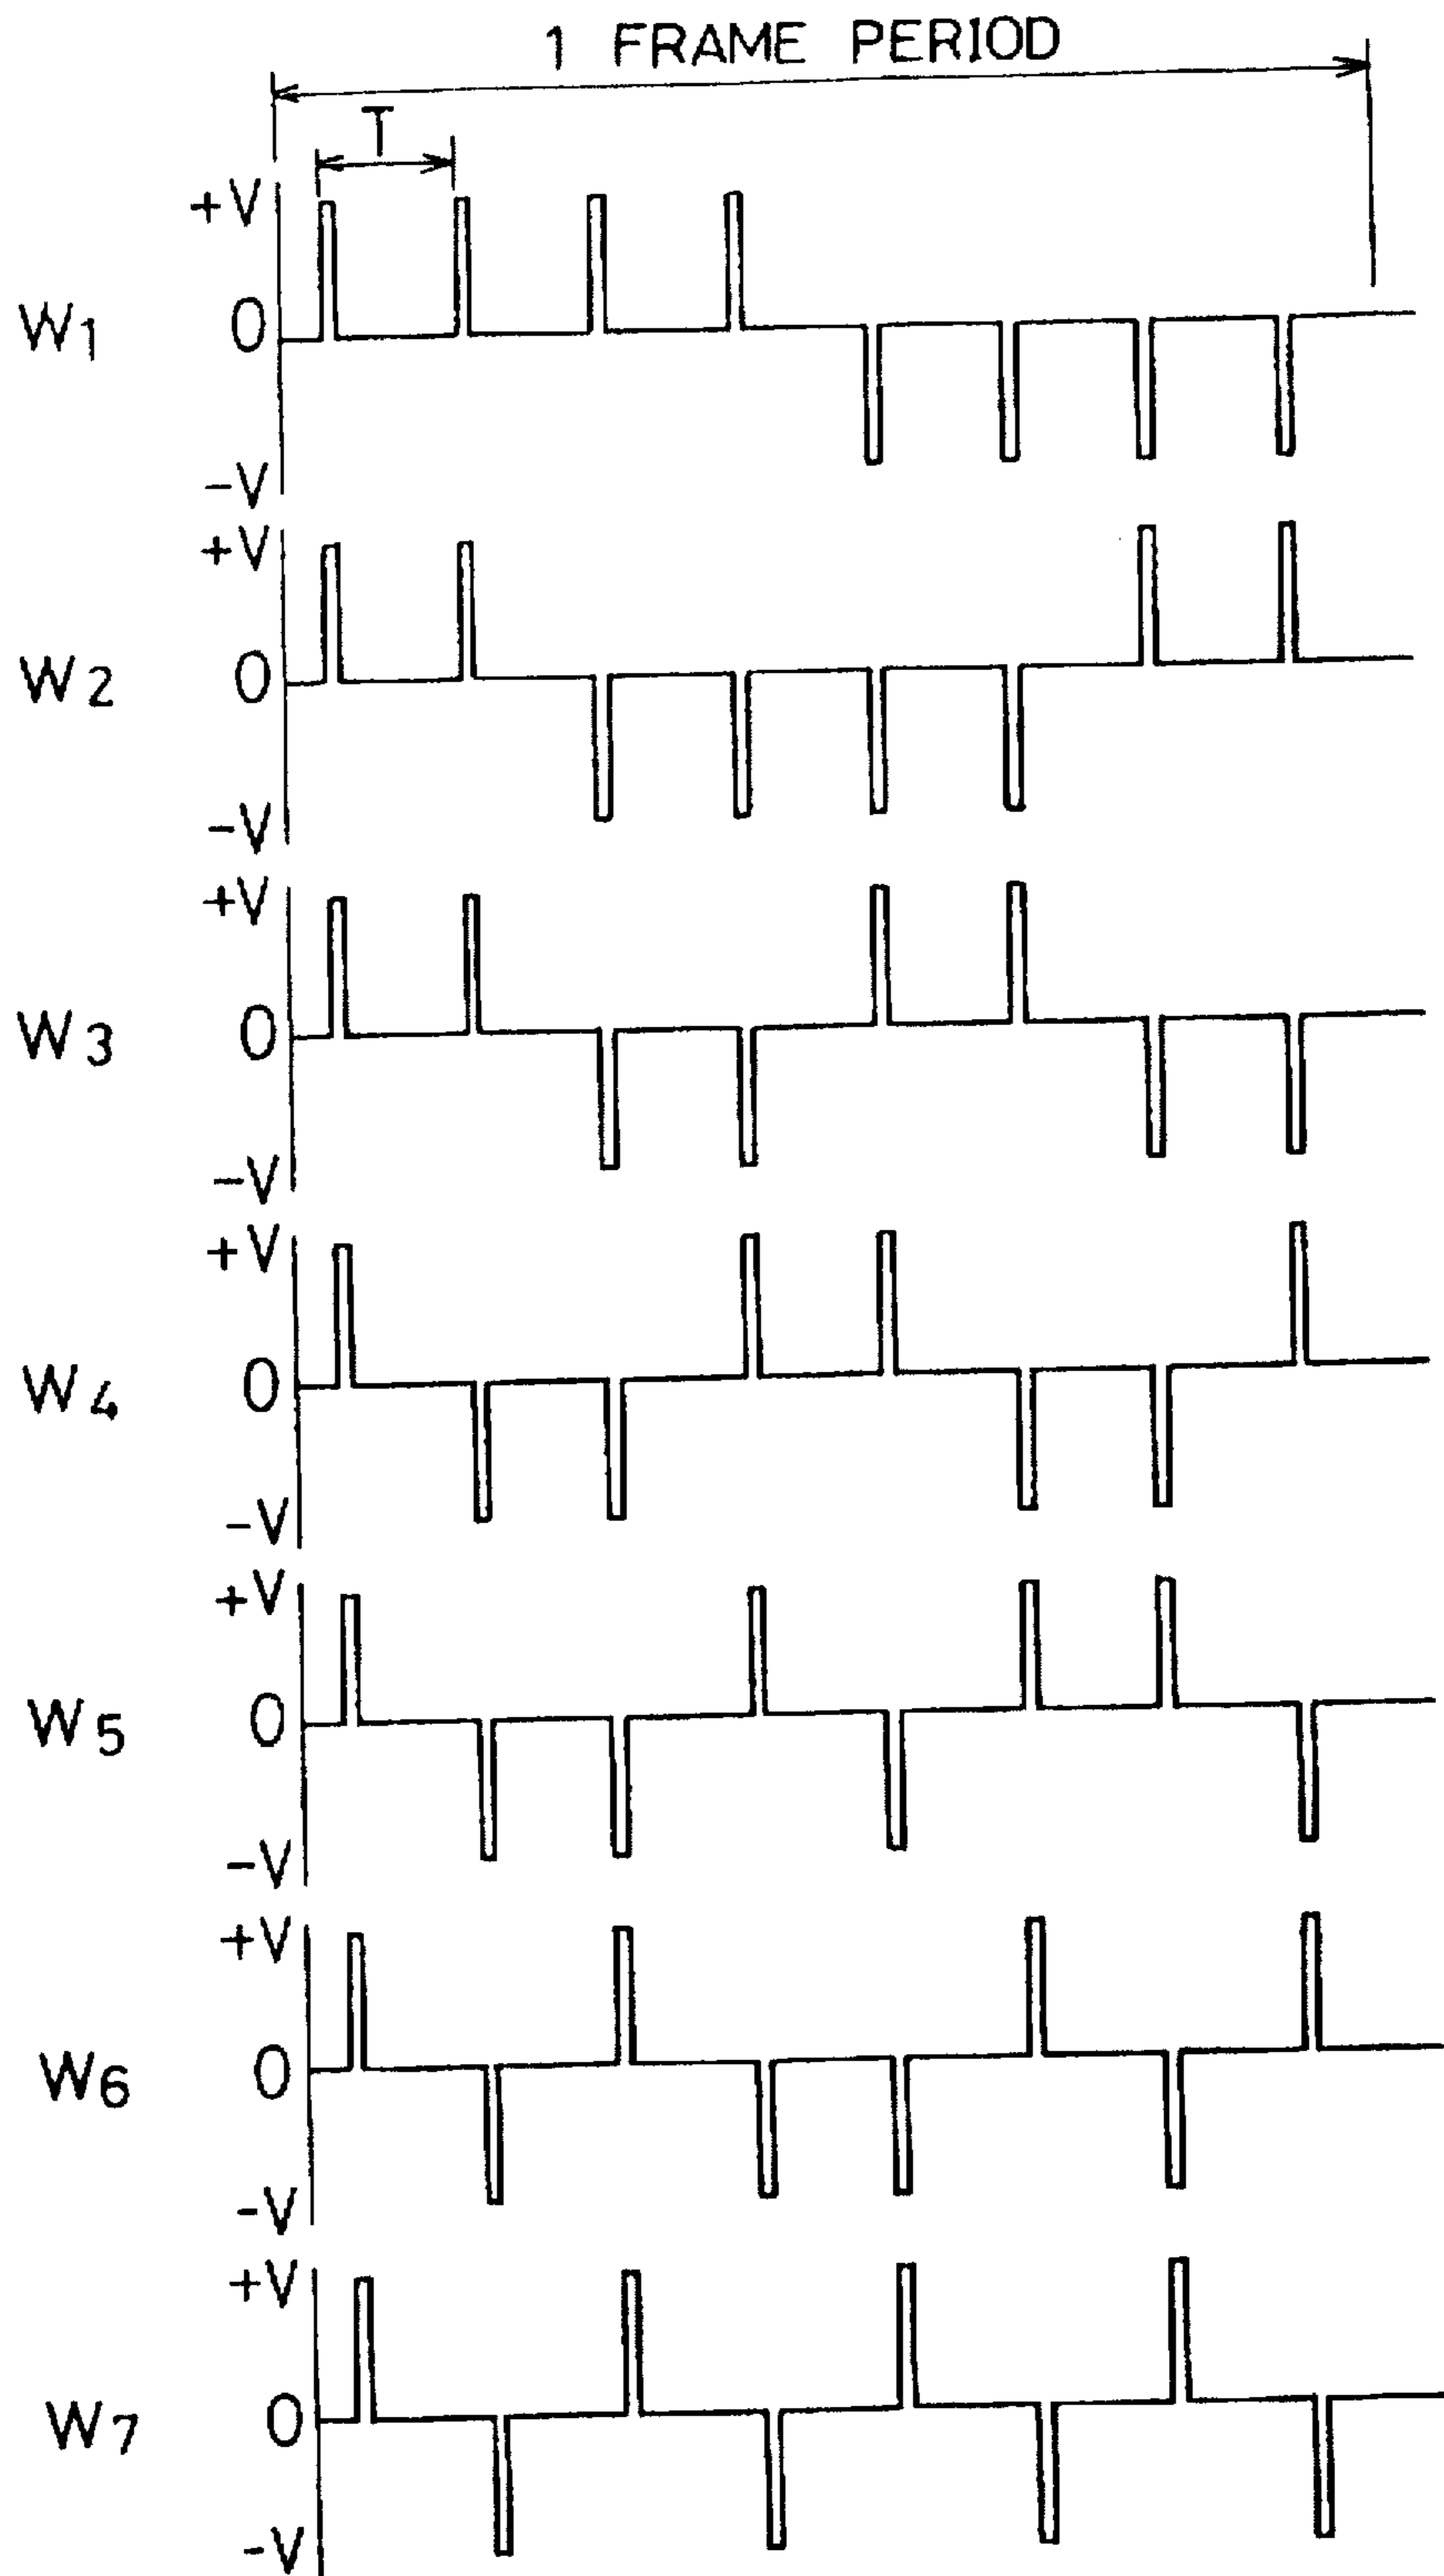 1 FRAME PERIOD
T
+V
W1 0
-V
+V
W2 0
-V
+V
W3 0
-V
+V
W4 0
-V
+V
W5 0
-V
+V
W6 0
-V
+V
W7 0
-V